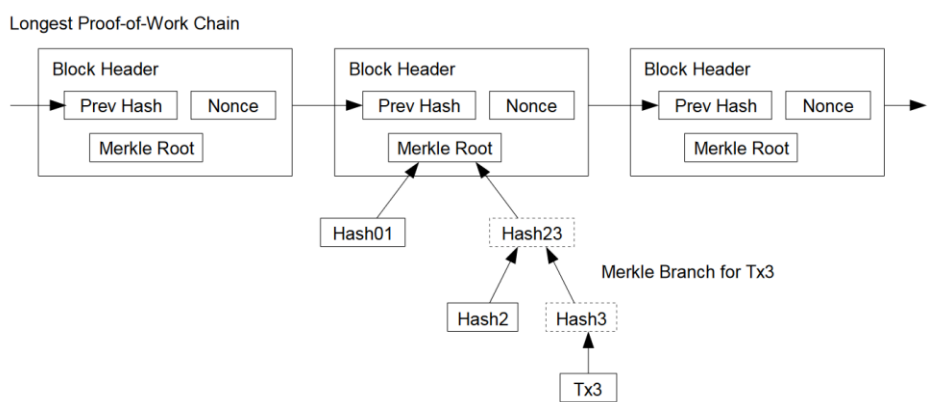 Longest Proof-of-Work Chain
Block Header
Prev Hash
Nonce
Merkle Root
Block Header
Prev Hash
Nonce
Merkle Root
Block Header
Prev Hash
Nonce
Merkle Root
Hash01
Hash23
Merkle Branch for Tx3
Hash2
Hash3
Tx3